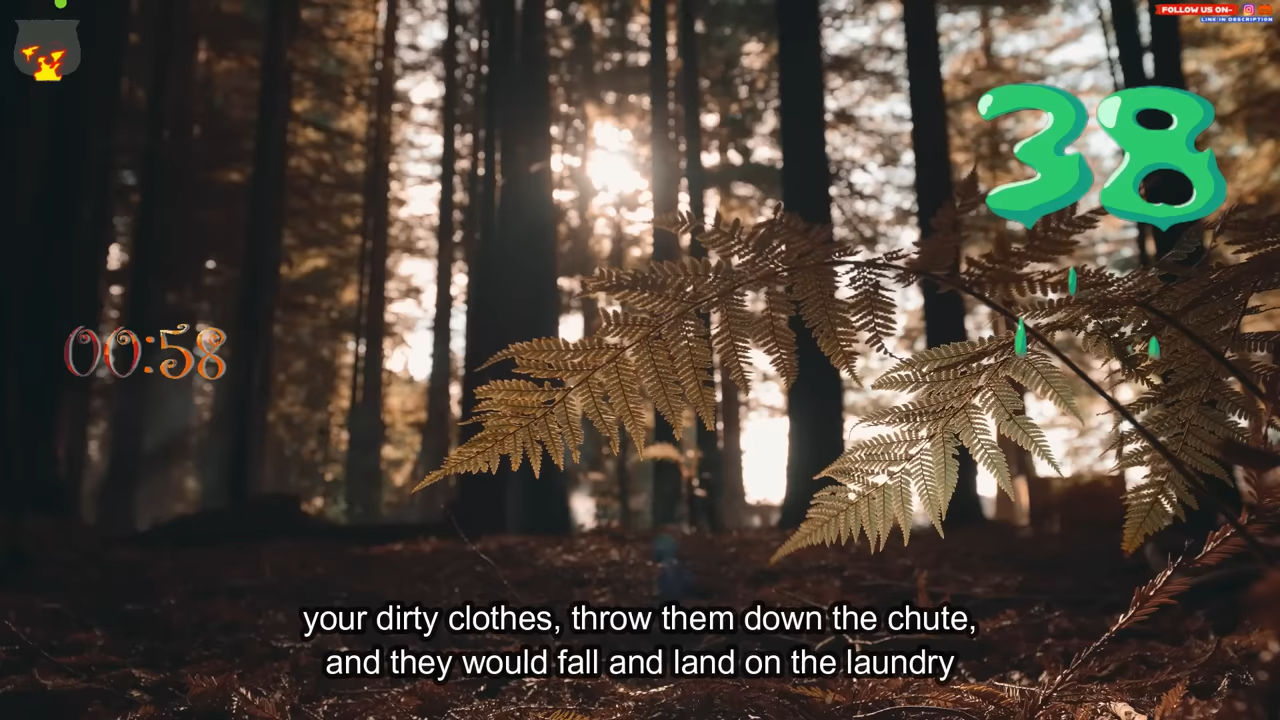 FOLLOW US ON-
LINK IN DESCRIPTION
38
00:58
your dirty clothes, throw them down the chute,
and they would fall and land on the laundry